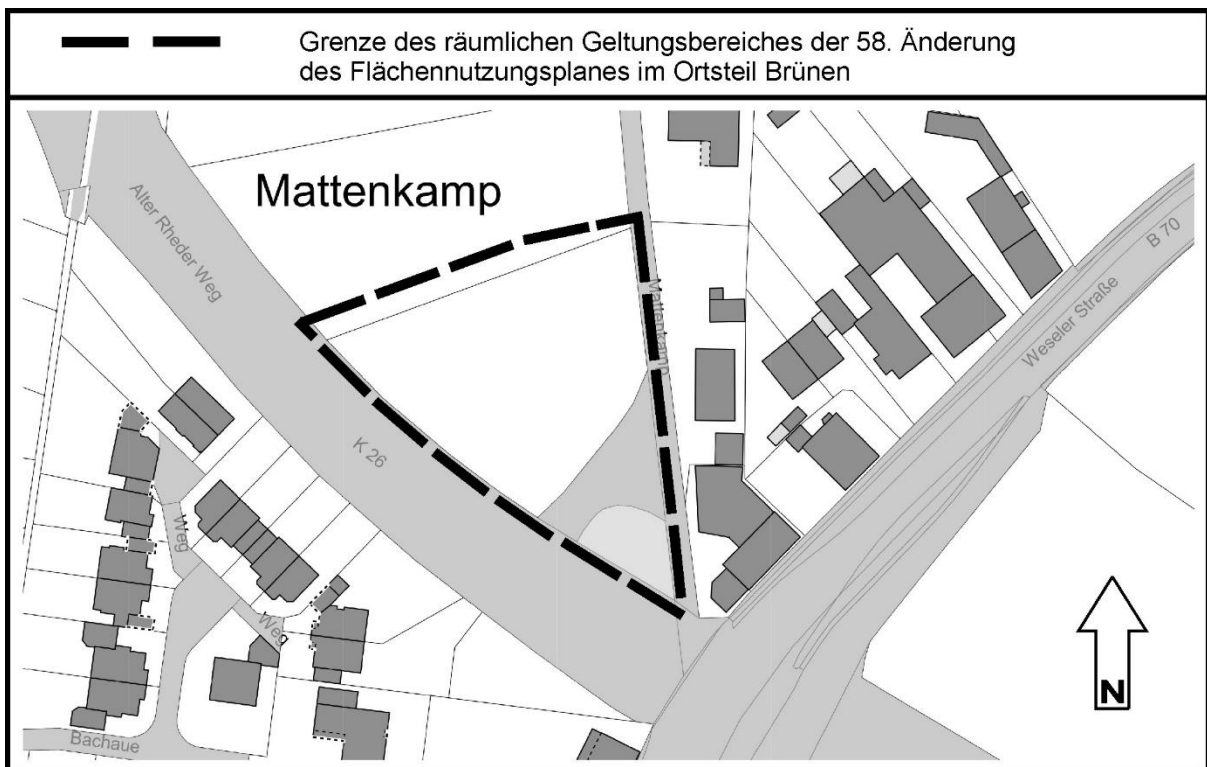 Grenze des räumlichen Geltungsbereiches der 58. Änderung
des Flächennutzungsplanes im Ortsteil Brünen
Mattenkamp
Alter Rheder Weg
Mattenkamp
B 70
Weseler Straße
K 26
Weg
Weg
Bachaue
N